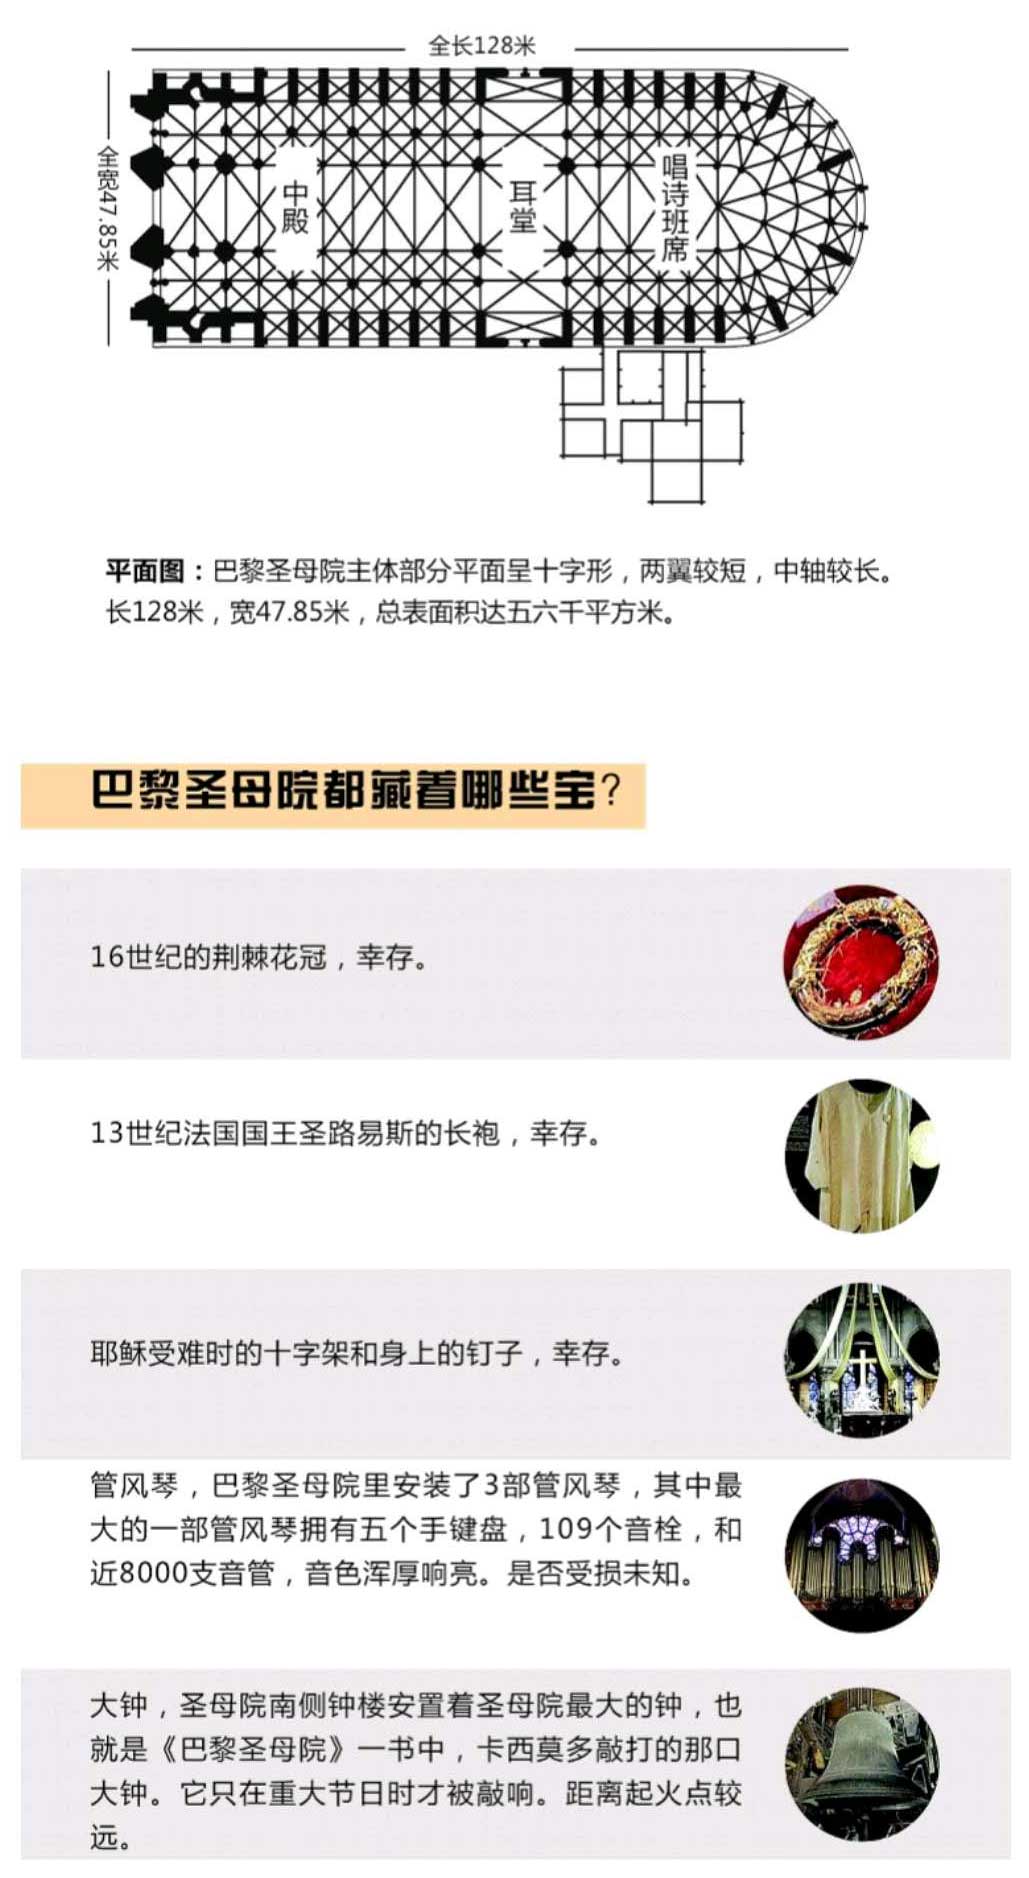 全长128米
全宽47.85米
中殿
耳堂
唱诗班席
平面图：巴黎圣母院主体部分平面呈十字形，两翼较短，中轴较长。
长128米，宽47.85米，总表面积达五六千平方米。
巴黎圣母院都藏着哪些宝？
16世纪的荆棘花冠，幸存。
13世纪法国国王圣路易斯的长袍，幸存。
耶稣受难时的十字架和身上的钉子，幸存。
管风琴，巴黎圣母院里安装了3部管风琴，其中最
大的一部管风琴拥有五个手键盘，109个音栓，和
近8000支音管，音色浑厚响亮。是否受损未知。
大钟，圣母院南侧钟楼安置着圣母院最大的钟，也
就是《巴黎圣母院》一书中，卡西莫多敲打的那口
大钟。它只在重大节日时才被敲响。距离起火点较
远。